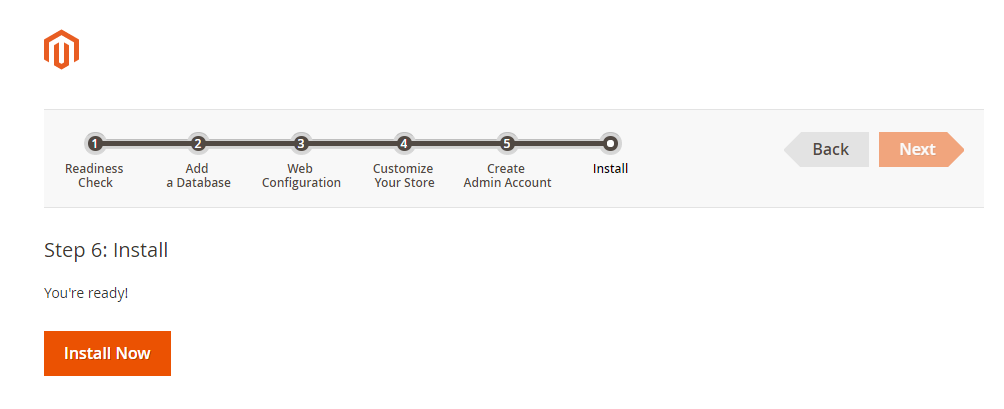 1 2 3 4 5
Readiness
Check
Add
a Database
Web
Configuration
Customize
Your Store
Create
Admin Account
Install
Back
Next
Step 6: Install
You're ready!
Install Now